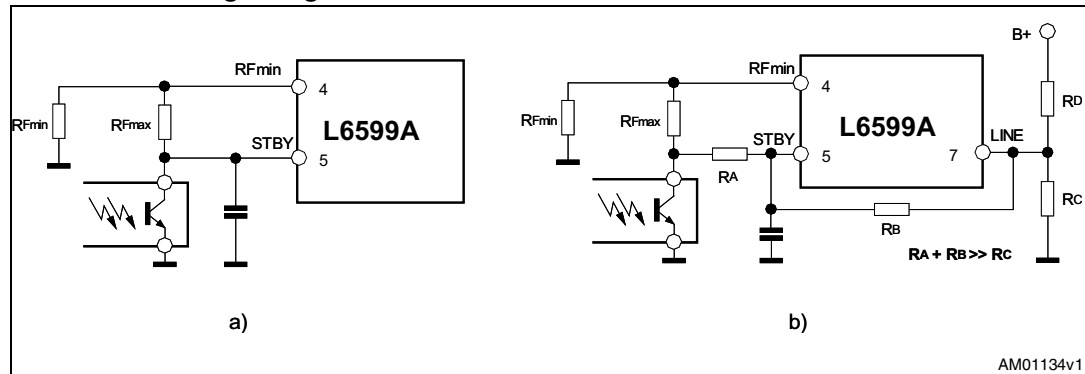 RFmin
4
RFmin
RFmax
L6599A
STBY
5
a)
B+
RFmin
4
RD
RFmin
RFmax
L6599A
STBY
LINE
5
7
RA
RC
RB
RA + RB >> RC
b)
AM01134v1